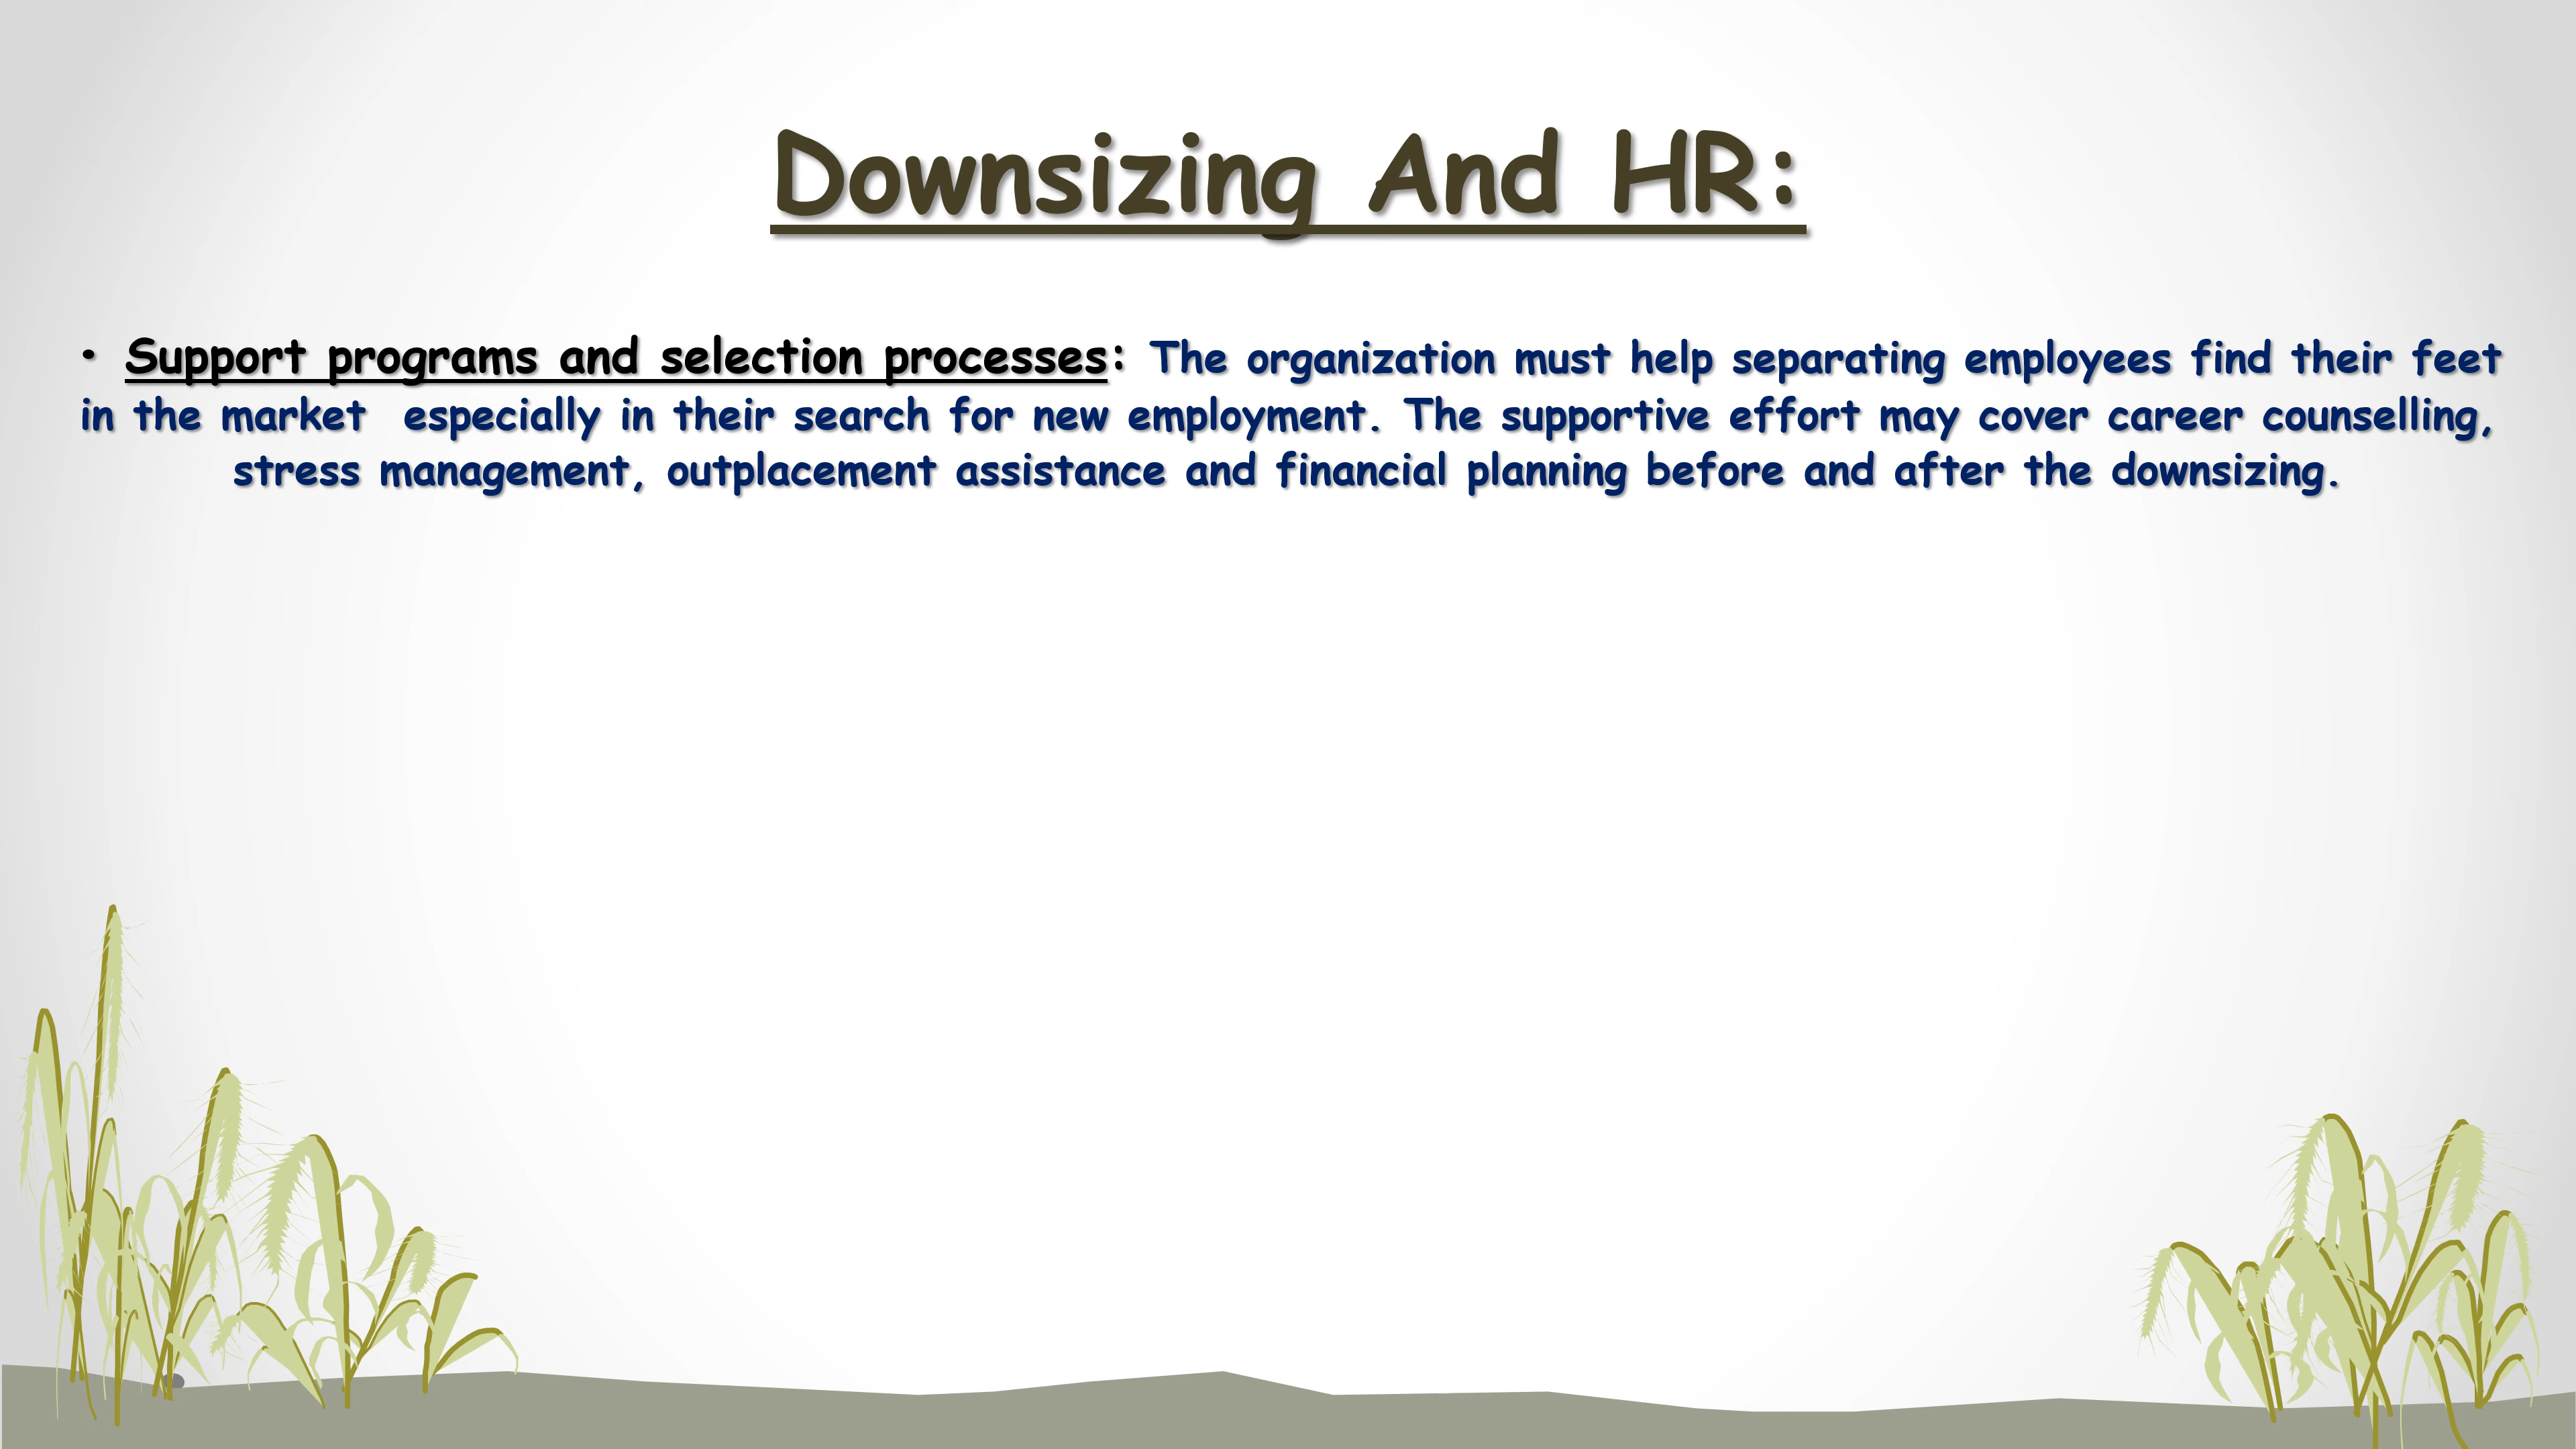 Downsizing And HR:
• Support programs and selection processes: The organization must help separating employees find their feet
in the market  especially in their search for new employment. The supportive effort may cover career counselling,
stress management, outplacement assistance and financial planning before and after the downsizing.